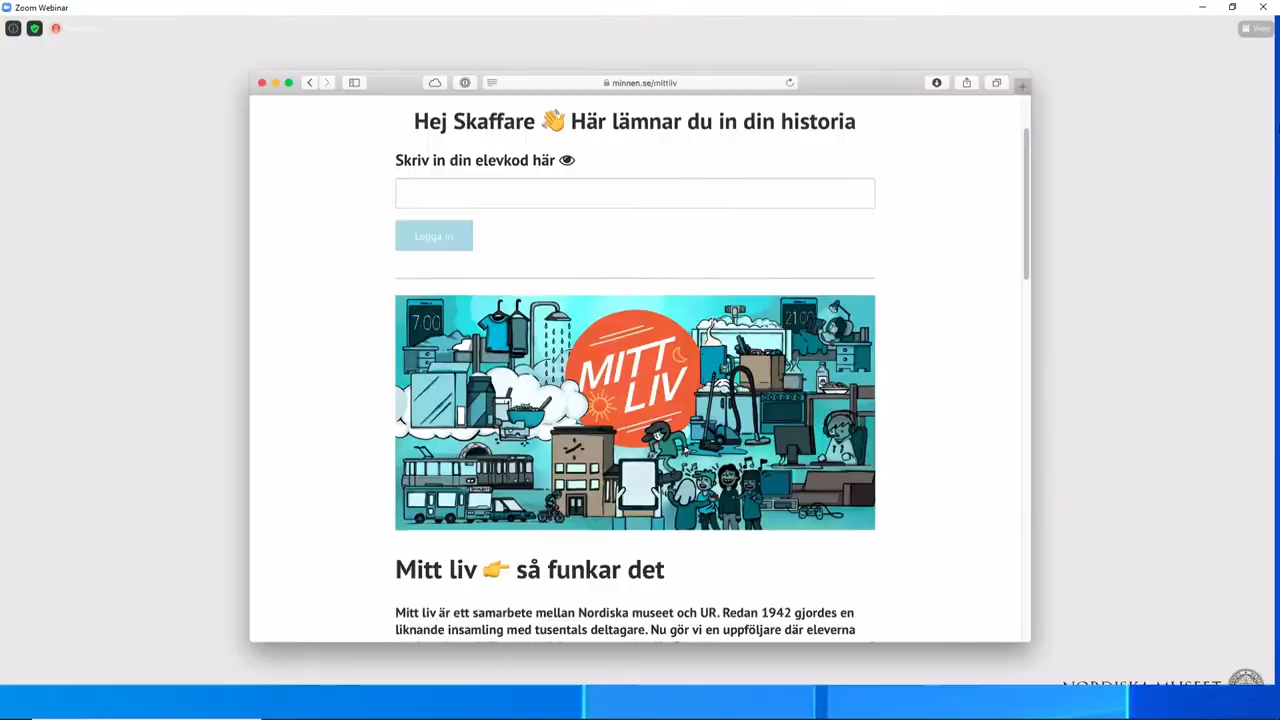 Zoom Webinar
View
minnen.se/mittliv
Hej Skaffare 👋 Här lämnar du in din historia
Skriv in din elevkod här
Logga in
7:00
21:00
MITT
LIV
Mitt liv 👉 så funkar det
Mitt liv är ett samarbete mellan Nordiska museet och UR. Redan 1942 gjordes en
liknande insamling med tusentals deltagare. Nu gör vi en uppföljare där eleverna
NORDISKA MUSEET